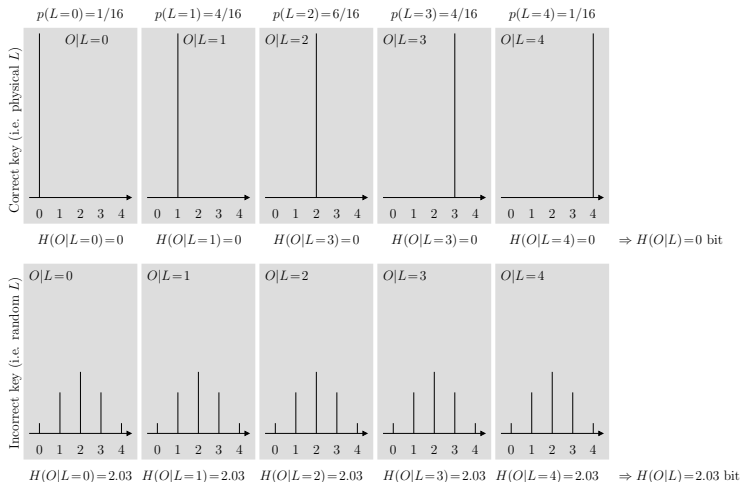 p(L=0)=1/16 p(L=1)=4/16 p(L=2)=6/16 p(L=3)=4/16 p(L=4)=1/16
Correct key (i.e. physical L)
O|L=0 O|L=1 O|L=2 O|L=3 O|L=4
0 1 2 3 4 0 1 2 3 4 0 1 2 3 4 0 1 2 3 4 0 1 2 3 4
H(O|L=0)=0 H(O|L=1)=0 H(O|L=3)=0 H(O|L=3)=0 H(O|L=4)=0 ⇒H(O|L)=0 bit
Incorrect key (i.e. random L)
O|L=0 O|L=1 O|L=2 O|L=3 O|L=4
0 1 2 3 4 0 1 2 3 4 0 1 2 3 4 0 1 2 3 4 0 1 2 3 4
H(O|L=0)=2.03 H(O|L=1)=2.03 H(O|L=2)=2.03 H(O|L=3)=2.03 H(O|L=4)=2.03 ⇒H(O|L)=2.03 bit